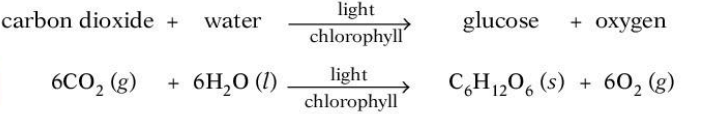 carbon dioxide + water light chlorophyll glucose + oxygen
6CO₂ (g) + 6H₂O (l) light chlorophyll C₆H₁₂O₆ (s) + 6O₂ (g)